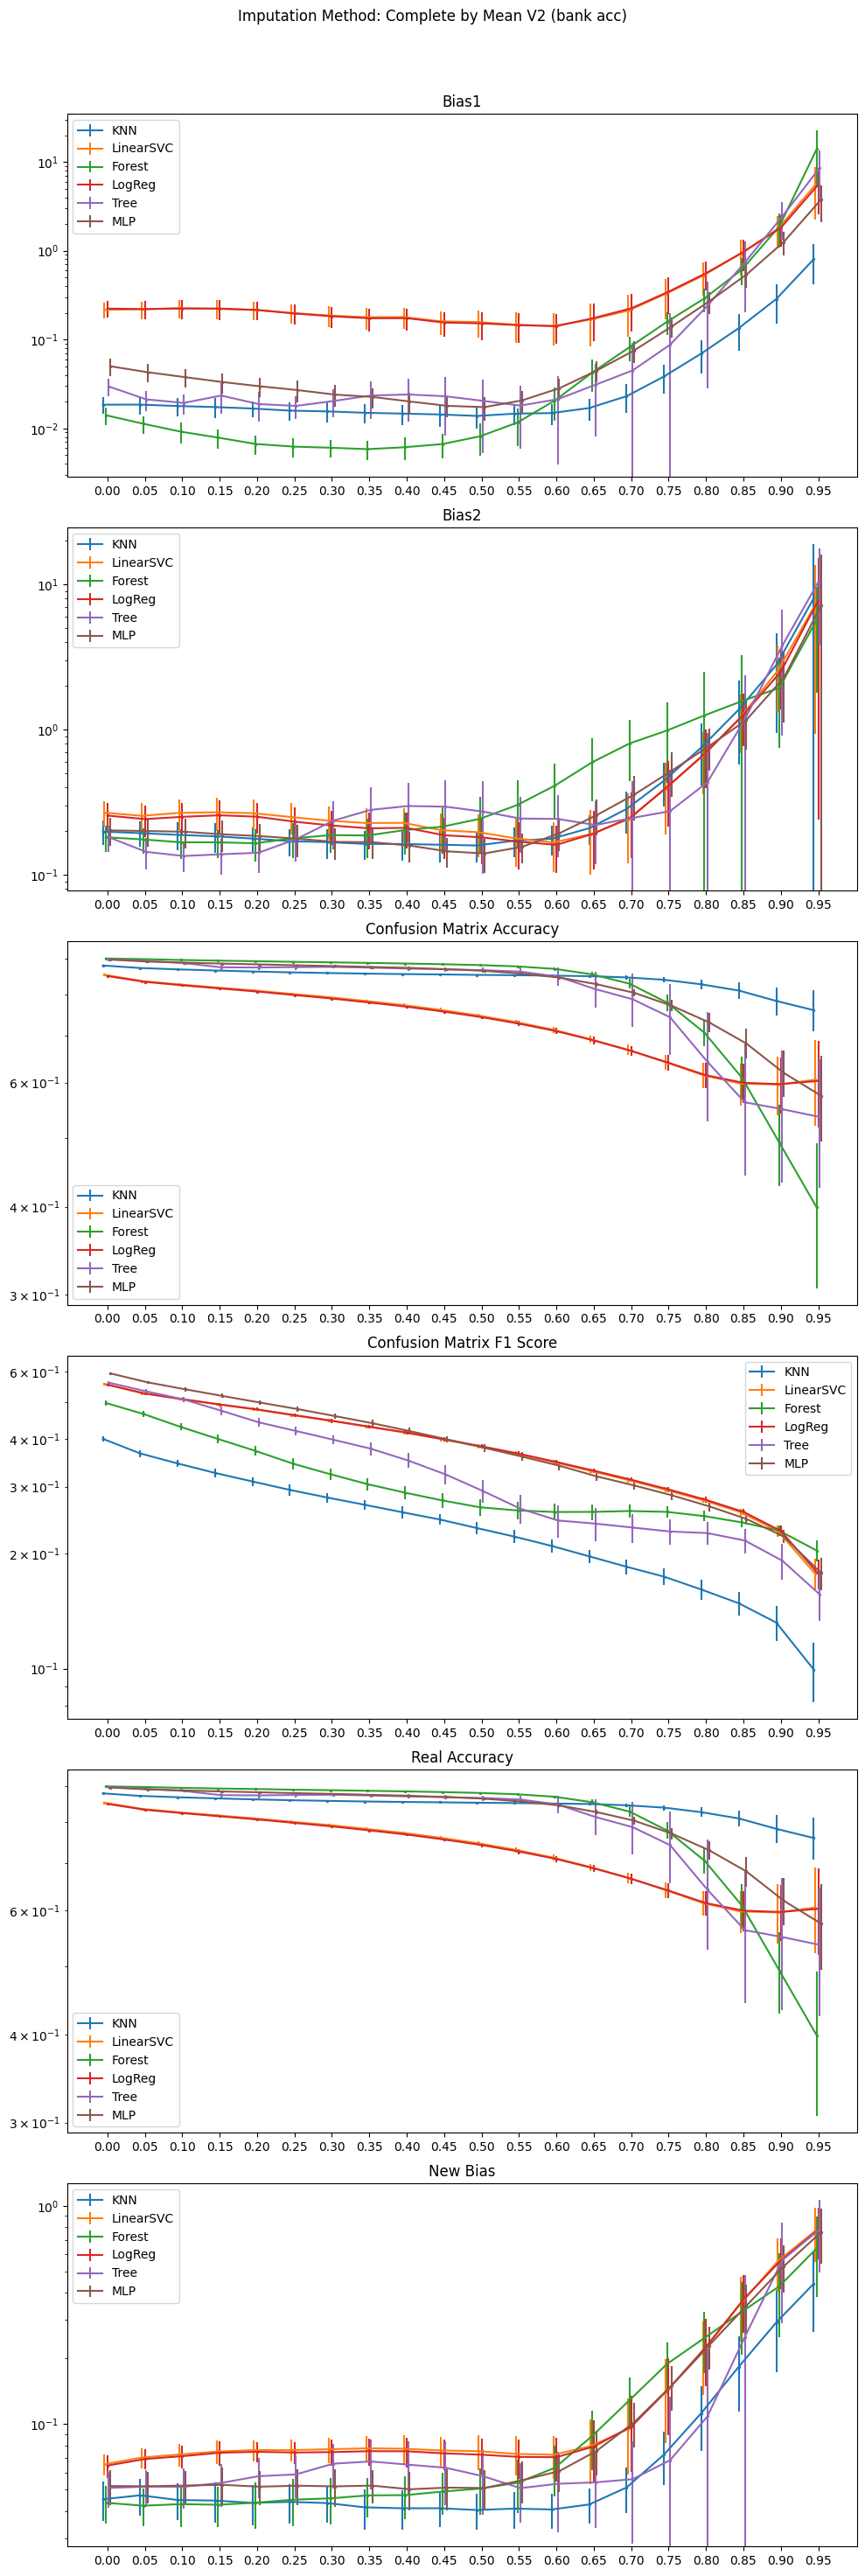 Imputation Method: Complete by Mean V2 (bank acc)
Bias1
KNN
LinearSVC
Forest
LogReg
Tree
MLP
10^1
10^0
10^-1
10^-2
0.00 0.05 0.10 0.15 0.20 0.25 0.30 0.35 0.40 0.45 0.50 0.55 0.60 0.65 0.70 0.75 0.80 0.85 0.90 0.95
Bias2
KNN
LinearSVC
Forest
LogReg
Tree
MLP
10^1
10^0
10^-1
0.00 0.05 0.10 0.15 0.20 0.25 0.30 0.35 0.40 0.45 0.50 0.55 0.60 0.65 0.70 0.75 0.80 0.85 0.90 0.95
Confusion Matrix Accuracy
6 × 10^-1
4 × 10^-1
3 × 10^-1
KNN
LinearSVC
Forest
LogReg
Tree
MLP
0.00 0.05 0.10 0.15 0.20 0.25 0.30 0.35 0.40 0.45 0.50 0.55 0.60 0.65 0.70 0.75 0.80 0.85 0.90 0.95
Confusion Matrix F1 Score
6 × 10^-1
4 × 10^-1
3 × 10^-1
2 × 10^-1
10^-1
KNN
LinearSVC
Forest
LogReg
Tree
MLP
0.00 0.05 0.10 0.15 0.20 0.25 0.30 0.35 0.40 0.45 0.50 0.55 0.60 0.65 0.70 0.75 0.80 0.85 0.90 0.95
Real Accuracy
6 × 10^-1
4 × 10^-1
3 × 10^-1
KNN
LinearSVC
Forest
LogReg
Tree
MLP
0.00 0.05 0.10 0.15 0.20 0.25 0.30 0.35 0.40 0.45 0.50 0.55 0.60 0.65 0.70 0.75 0.80 0.85 0.90 0.95
New Bias
KNN
LinearSVC
Forest
LogReg
Tree
MLP
10^0
10^-1
0.00 0.05 0.10 0.15 0.20 0.25 0.30 0.35 0.40 0.45 0.50 0.55 0.60 0.65 0.70 0.75 0.80 0.85 0.90 0.95